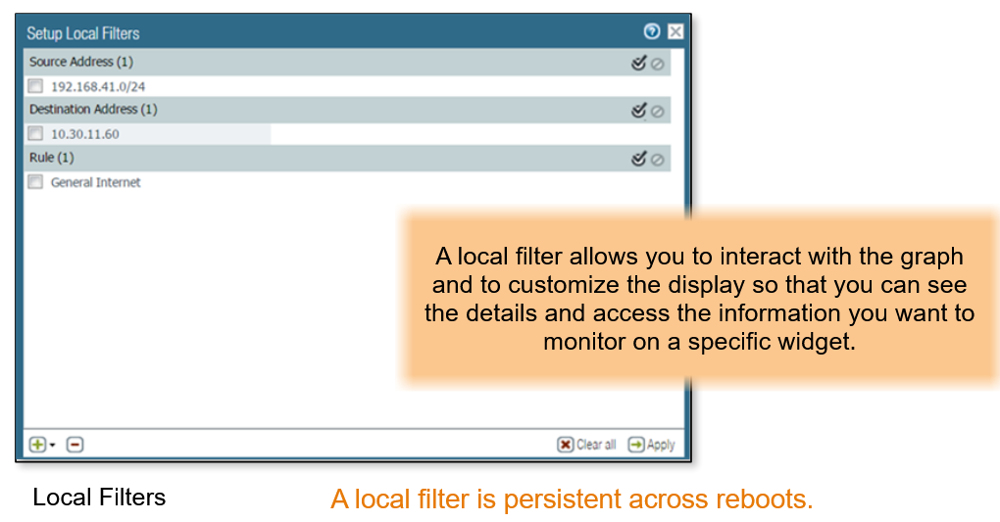 Setup Local Filters
Source Address (1)
192.168.41.0/24
Destination Address (1)
10.30.11.60
Rule (1)
General Internet
A local filter allows you to interact with the graph
and to customize the display so that you can see
the details and access the information you want to
monitor on a specific widget.
Clear all Apply
Local Filters
A local filter is persistent across reboots.